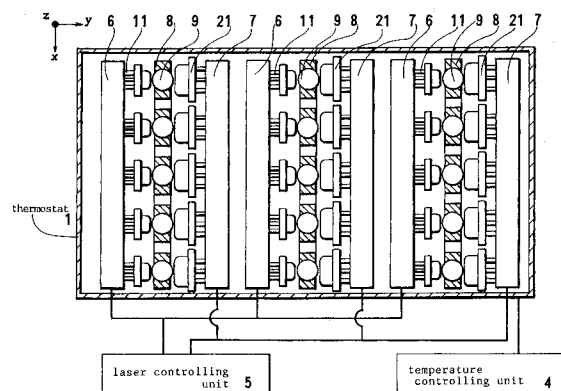 z y
x
6 11 8 9 21 7 6 11 9 8 21 7 6 11 9 8 21 7
thermostat 1
laser controlling unit 5
temperature controlling unit 4